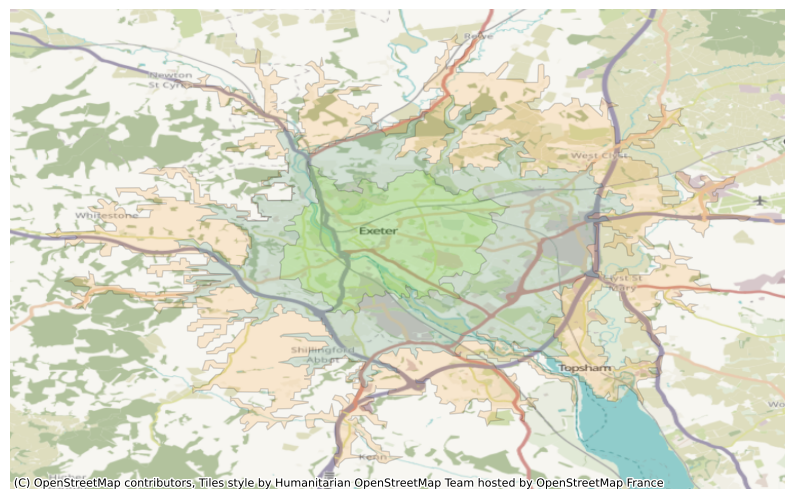 Rewe
Newton
St Cyres
West Clyst
Whitestone
Exeter
Clyst St
Mary
Shillingford
Abbot
Topsham
Wo
Kenn
(C) OpenStreetMap contributors, Tiles style by Humanitarian OpenStreetMap Team hosted by OpenStreetMap France